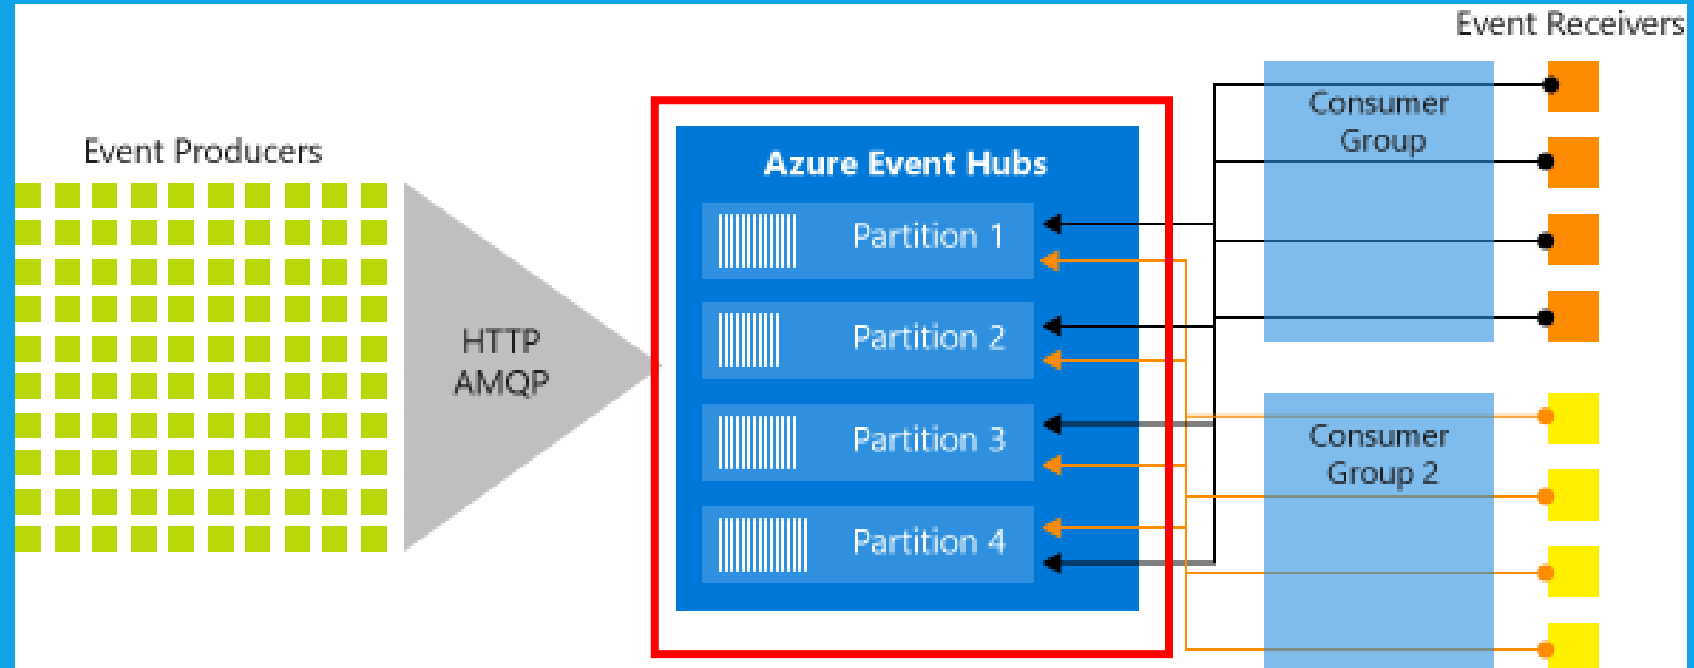 Event Receivers
Event Producers
HTTP
AMQP
Azure Event Hubs
Partition 1
Partition 2
Partition 3
Partition 4
Consumer
Group
Consumer
Group 2